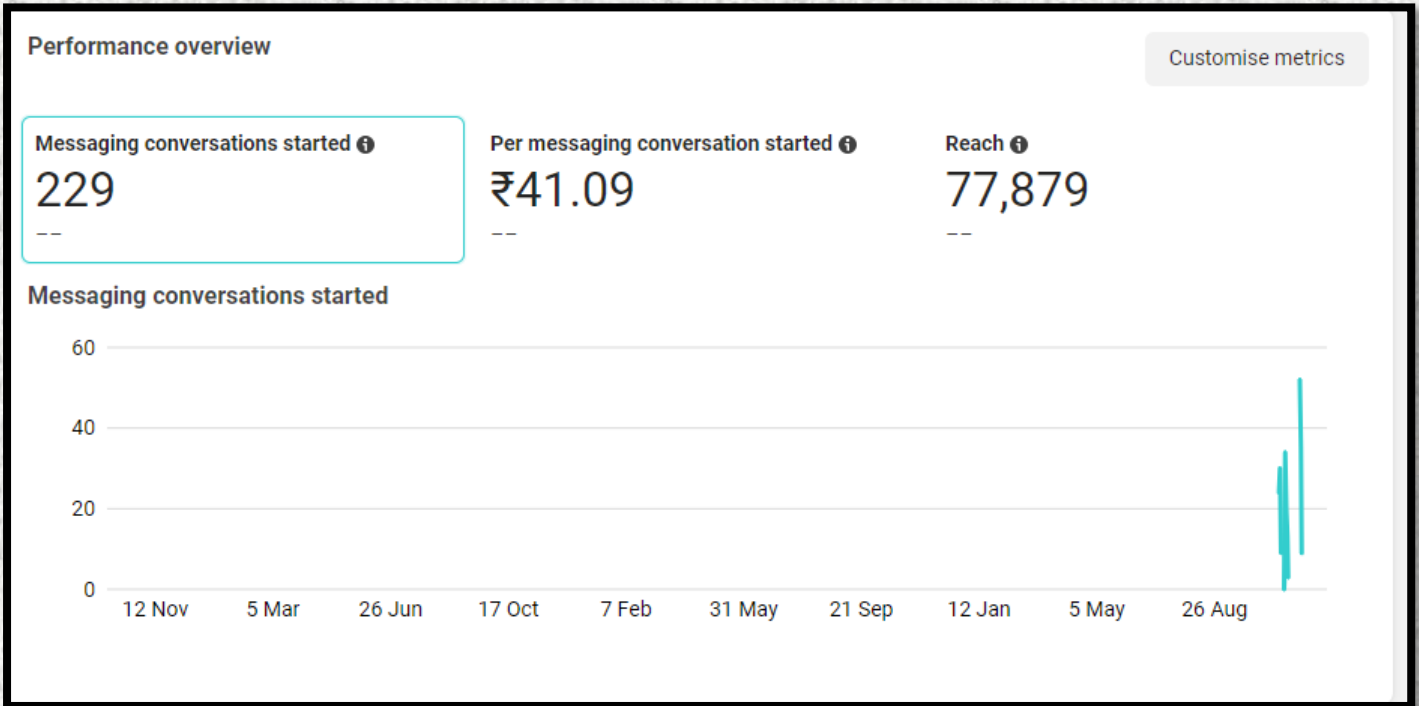 Performance overview
Customise metrics
Messaging conversations started
229
--
Per messaging conversation started
₹41.09
--
Reach
77,879
--
Messaging conversations started
60
40
20
0
12 Nov 5 Mar 26 Jun 17 Oct 7 Feb 31 May 21 Sep 12 Jan 5 May 26 Aug